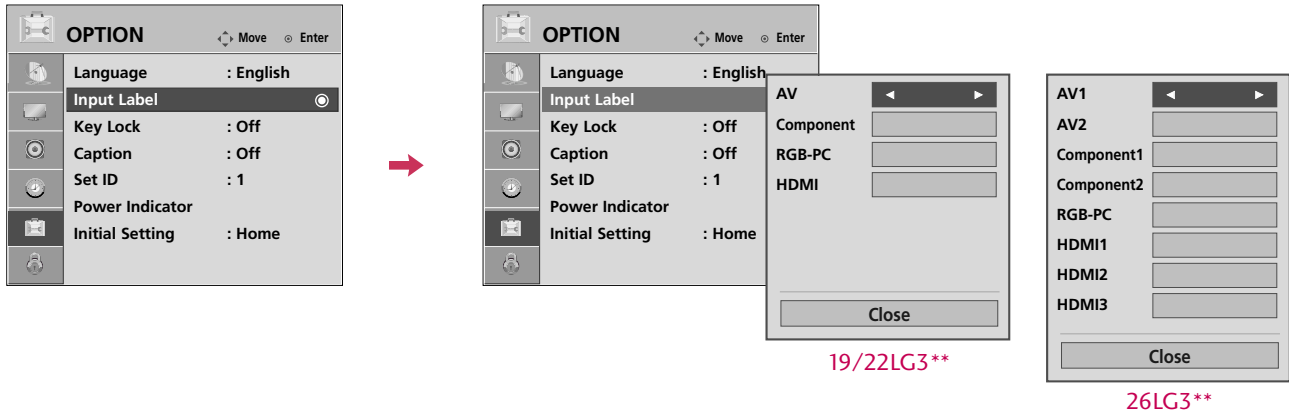 OPTION Move Enter
Language : English
Input Label
Key Lock : Off
Caption : Off
Set ID : 1
Power Indicator
Initial Setting : Home
OPTION Move Enter
Language : English
Input Label
Key Lock : Off
Caption : Off
Set ID : 1
Power Indicator
Initial Setting : Home
AV
Component
RGB-PC
HDMI
Close
19/22LG3**
AV1
AV2
Component1
Component2
RGB-PC
HDMI1
HDMI2
HDMI3
Close
26LG3**